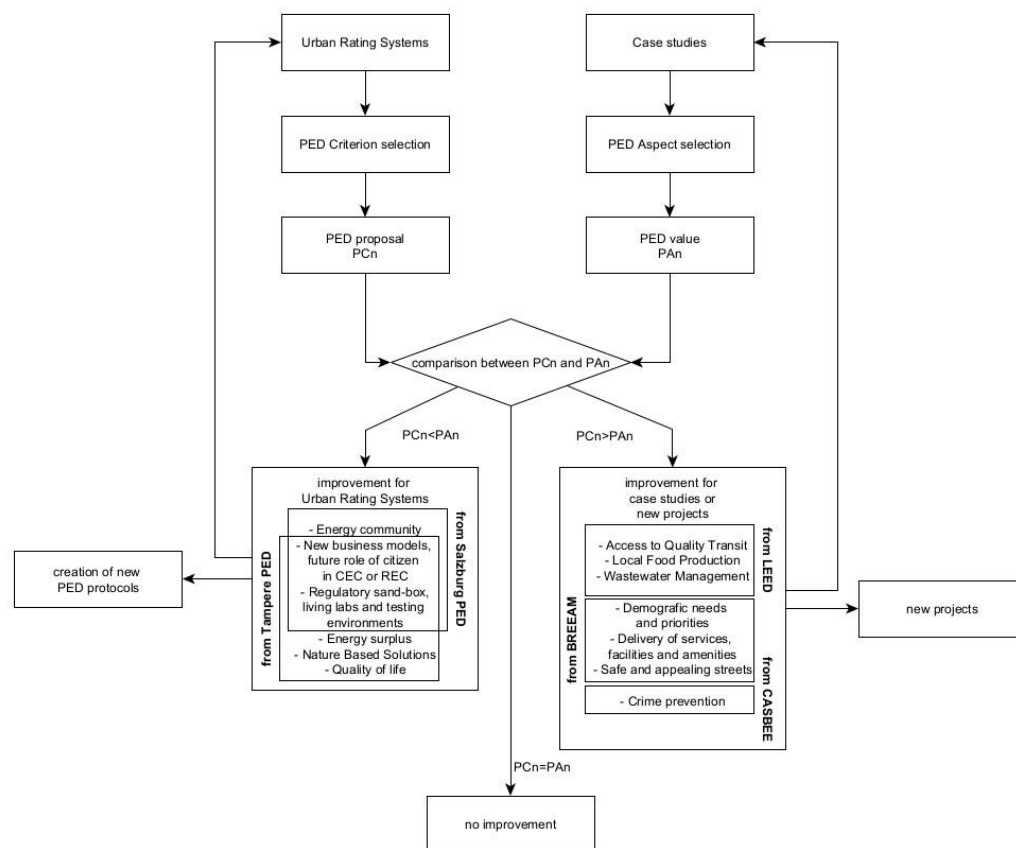 Urban Rating Systems
Case studies
PED Criterion selection
PED Aspect selection
PED proposal
PCn
PED value
PAn
comparison between PCn and PAn
PCn<PAn
PCn>PAn
improvement for
Urban Rating Systems
- Energy community
- New business models,
future role of citizen
in CEC or REC
- Regulatory sand-box,
living labs and testing
environments
- Energy surplus
- Nature Based Solutions
- Quality of life
from Tampere PED
from Salzburg PED
creation of new
PED protocols
improvement for
case studies or
new projects
- Access to Quality Transit
- Local Food Production
- Wastewater Management
- Demografic needs
and priorities
- Delivery of services,
facilities and amenities
- Safe and appealing streets
- Crime prevention
from BREEAM
from LEED
from CASBEE
new projects
PCn=PAn
no improvement